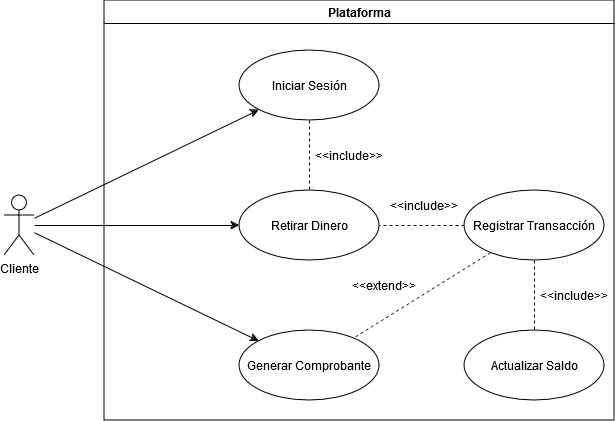 Plataforma
Iniciar Sesión
<<include>>
Retirar Dinero
<<include>>
Registrar Transacción
Cliente
<<extend>>
<<include>>
Generar Comprobante
Actualizar Saldo